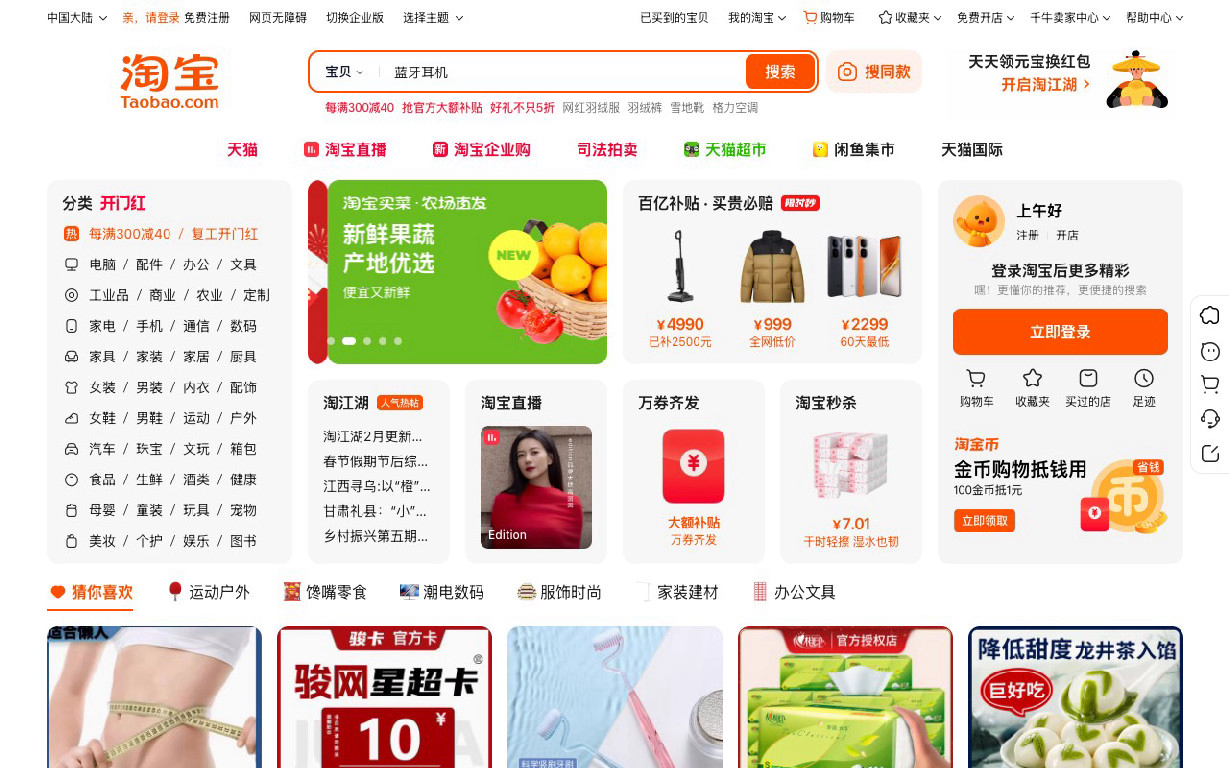 中国大陆 亲，请登录 免费注册 网页无障碍 切换企业版 选择主题 已买到的宝贝 我的淘宝 购物车 收藏夹 免费开店 千牛卖家中心 帮助中心
淘宝
Taobao.com
宝贝 蓝牙耳机 搜索 搜同款
每满300减40 抢官方大额补贴 好礼不只5折 网红羽绒服 羽绒裤 雪地靴 格力空调
天天领元宝换红包
开启淘江湖
天猫 淘宝直播 新 淘宝企业购 司法拍卖 天猫超市 闲鱼集市 天猫国际
分类 开门红
热 每满300减40 / 复工开门红
电脑 / 配件 / 办公 / 文具
工业品 / 商业 / 农业 / 定制
家电 / 手机 / 通信 / 数码
家具 / 家装 / 家居 / 厨具
女装 / 男装 / 内衣 / 配饰
女鞋 / 男鞋 / 运动 / 户外
汽车 / 珠宝 / 文玩 / 箱包
食品 / 生鲜 / 酒类 / 健康
母婴 / 童装 / 玩具 / 宠物
美妆 / 个护 / 娱乐 / 图书
淘宝买菜·农场直发
新鲜果蔬
产地优选
便宜又新鲜
NEW
百亿补贴·买贵必赔 限时秒
¥4990 ¥999 ¥2299
已补2500元 全网低价 60天最低
淘江湖 人气热帖
淘江湖2月更新...
春节假期节后综...
江西寻乌:以“橙”...
甘肃礼县：“小”...
乡村振兴第五期...
淘宝直播
Edition
万券齐发
¥
大额补贴
万券齐发
淘宝秒杀
¥7.01
干时轻擦 湿水也韧
上午好
注册 开店
登录淘宝后更多精彩
嘿！更懂你的推荐，更便捷的搜索
立即登录
购物车 收藏夹 买过的店 足迹
淘金币
金币购物抵钱用
100金币抵1元
立即领取
省钱
币
猜你喜欢 运动户外 馋嘴零食 潮电数码 服饰时尚 家装建材 办公文具
适合懒人
骏卡 官方卡
骏网星超卡
10 ¥
科学竖刷牙刷
官方授权店
降低甜度 龙井茶入馅
巨好吃